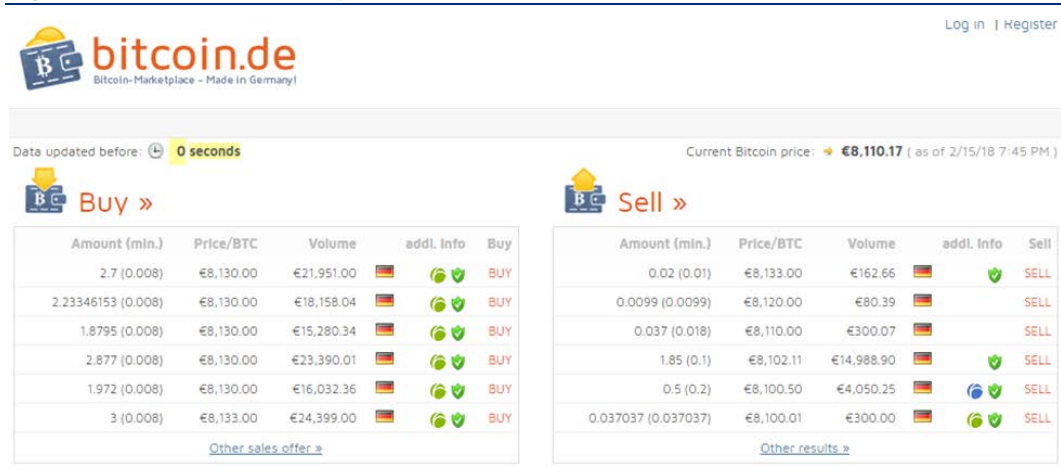 Log in | Register
bitcoin.de
Bitcoin-Marketplace - Made in Germany!
Data updated before: 0 seconds
Current Bitcoin price: €8,110.17 ( as of 2/15/18 7:45 PM )
Buy »
Amount (min.) Price/BTC Volume addl. Info Buy
2.7 (0.008) €8,130.00 €21,951.00 BUY
2.23346153 (0.008) €8,130.00 €18,158.04 BUY
1.8795 (0.008) €8,130.00 €15,280.34 BUY
2.877 (0.008) €8,130.00 €23,390.01 BUY
1.972 (0.008) €8,130.00 €16,032.36 BUY
3 (0.008) €8,133.00 €24,399.00 BUY
Other sales offer »
Sell »
Amount (min.) Price/BTC Volume addl. Info Sell
0.02 (0.01) €8,133.00 €162.66 SELL
0.0099 (0.0099) €8,120.00 €80.39 SELL
0.037 (0.018) €8,110.00 €300.07 SELL
1.85 (0.1) €8,102.11 €14,988.90 SELL
0.5 (0.2) €8,100.50 €4,050.25 SELL
0.037037 (0.037037) €8,100.01 €300.00 SELL
Other results »